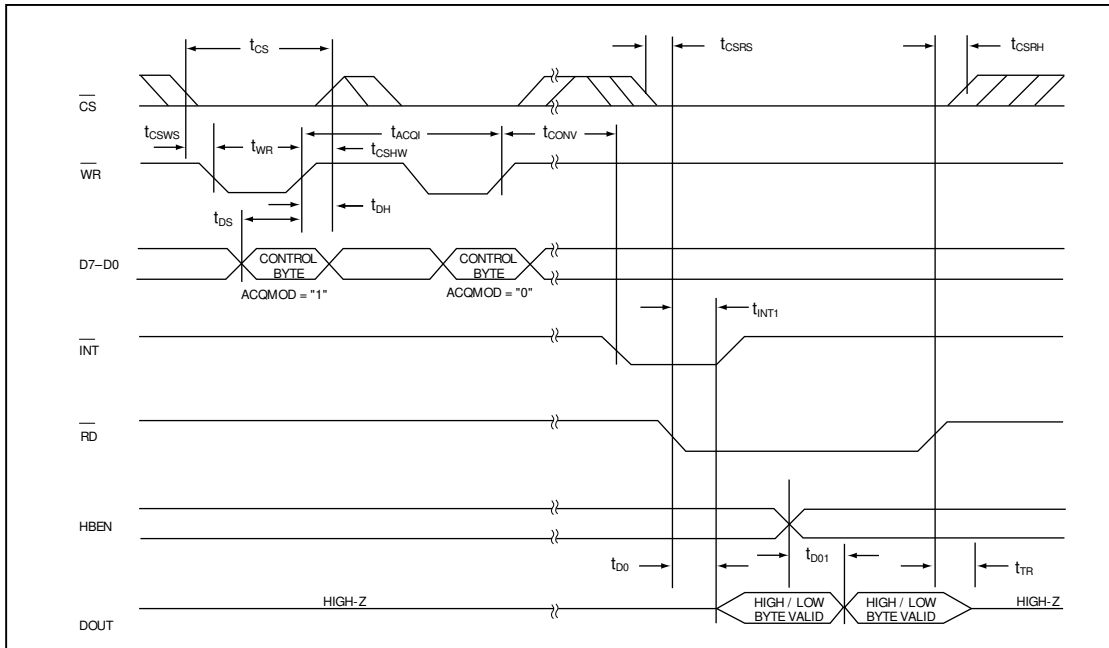 tCS
tCSRS
tCSRH
CS
tCSWS
tWR
tACQI
tCONV
tCSHW
WR
tDS
tDH
D7–D0
CONTROL
BYTE
CONTROL
BYTE
ACQMOD = "1"
ACQMOD = "0"
tINT1
INT
RD
HBEN
tD0
tD01
tTR
HIGH-Z
HIGH / LOW
BYTE VALID
HIGH / LOW
BYTE VALID
HIGH-Z
DOUT